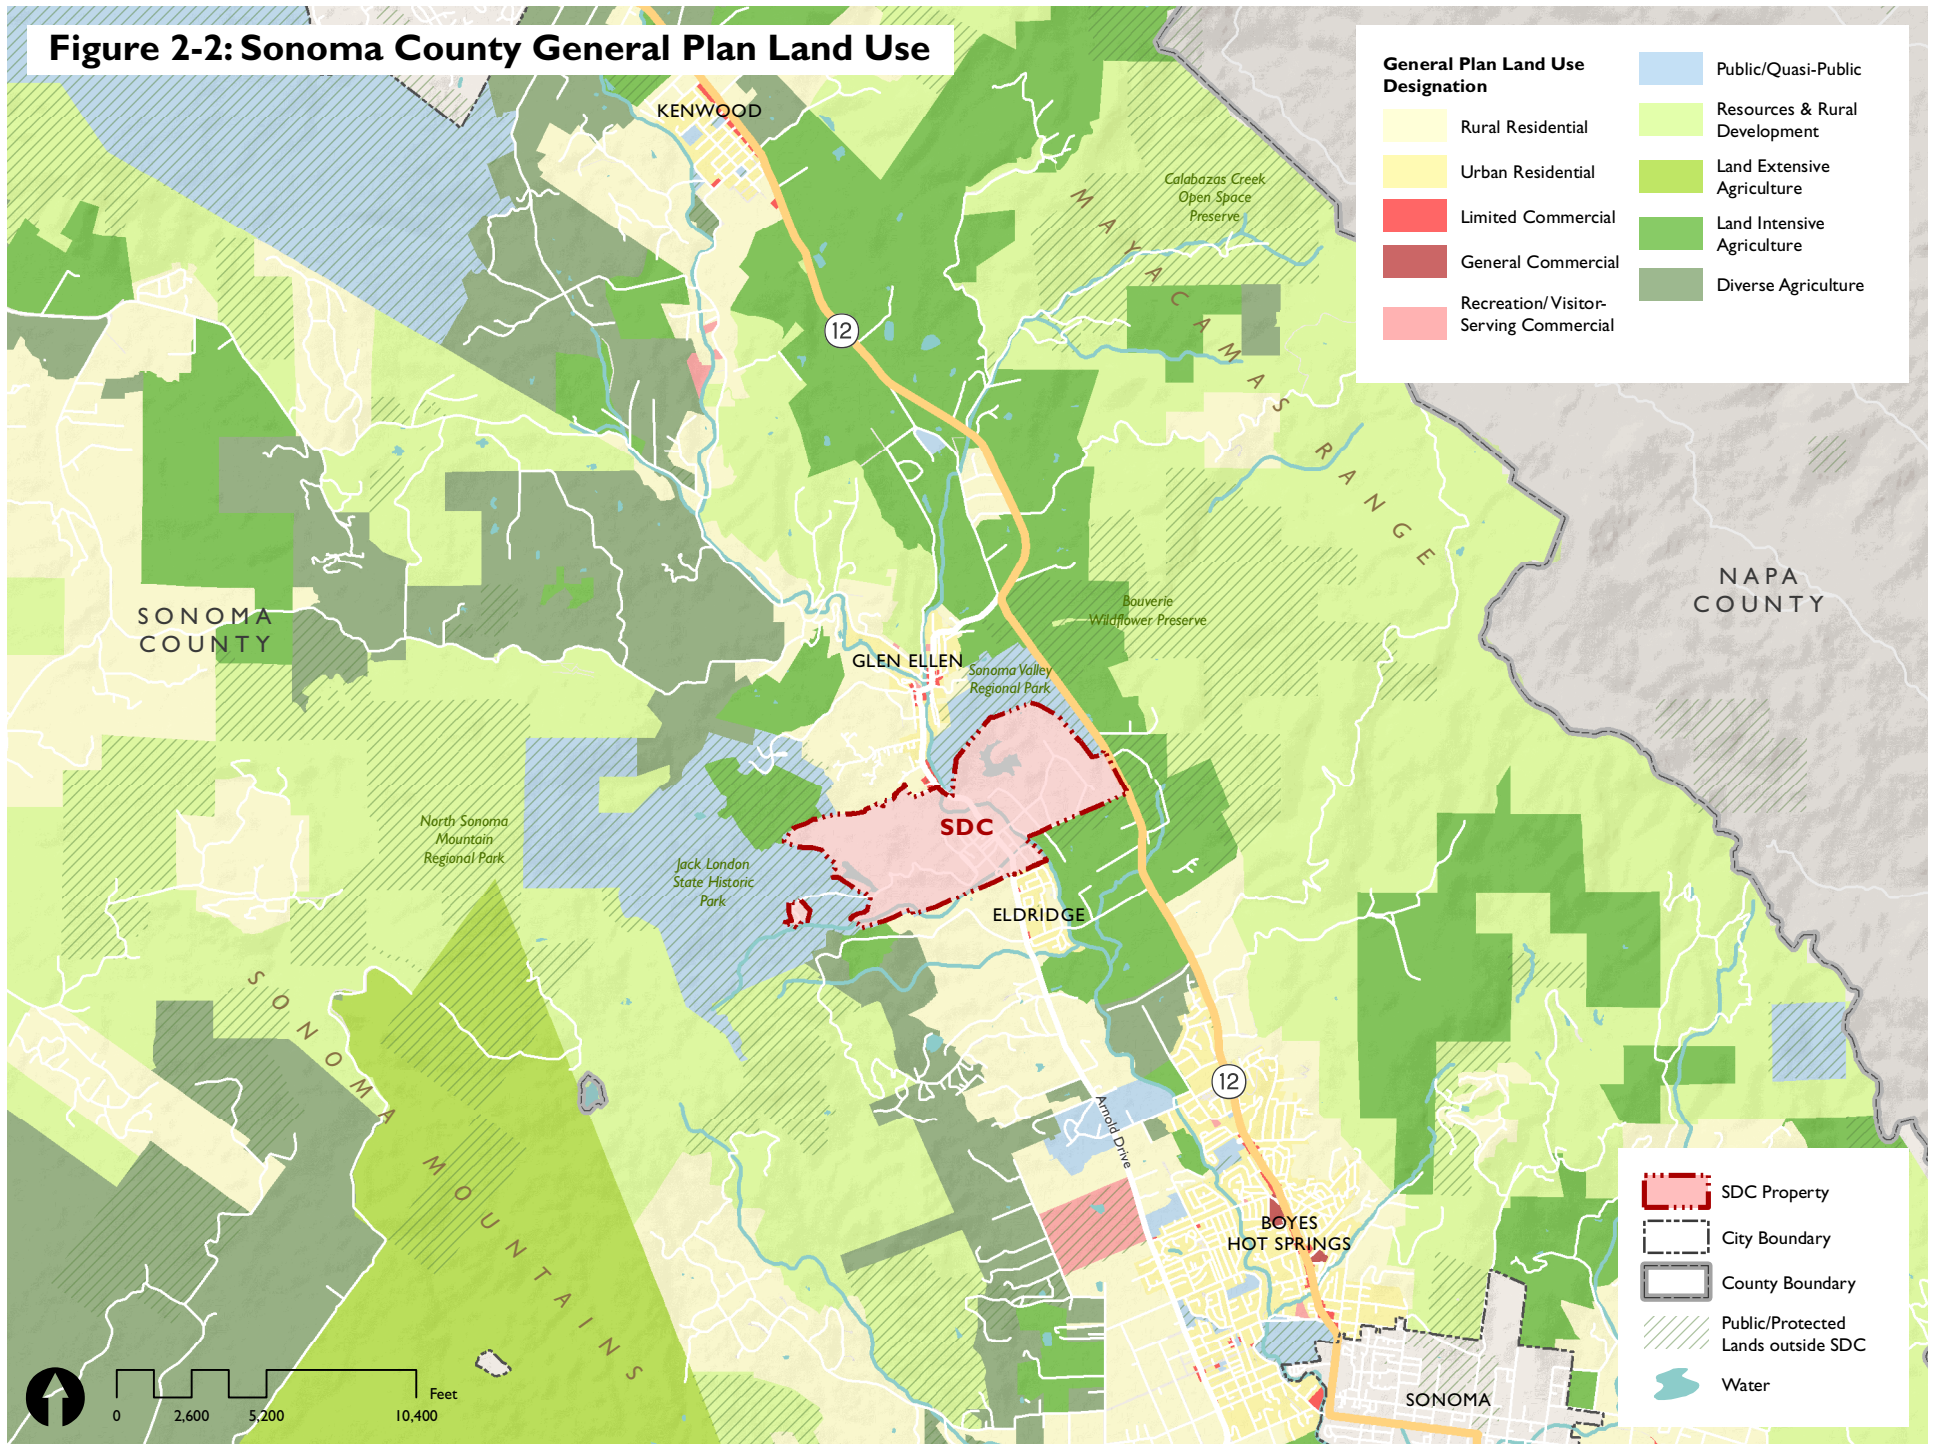 Figure 2-2: Sonoma County General Plan Land Use
General Plan Land Use
Designation
Rural Residential
Urban Residential
Limited Commercial
General Commercial
Recreation/ Visitor-
Serving Commercial
Public/Quasi-Public
Resources & Rural
Development
Land Extensive
Agriculture
Land Intensive
Agriculture
Diverse Agriculture
KENWOOD
Calabazas Creek
Open Space
Preserve
MAYACAMAS RANGE
12
NAPA
COUNTY
SONOMA
COUNTY
Bouverie
Wildflower Preserve
GLEN ELLEN
Sonoma Valley
Regional Park
SDC
North Sonoma
Mountain
Regional Park
Jack London
State Historic
Park
ELDRIDGE
SONOMA MOUNTAINS
12
Arnold Drive
BOYES
HOT SPRINGS
SONOMA
SDC Property
City Boundary
County Boundary
Public/Protected
Lands outside SDC
Water
Feet
0 2,600 5,200 10,400